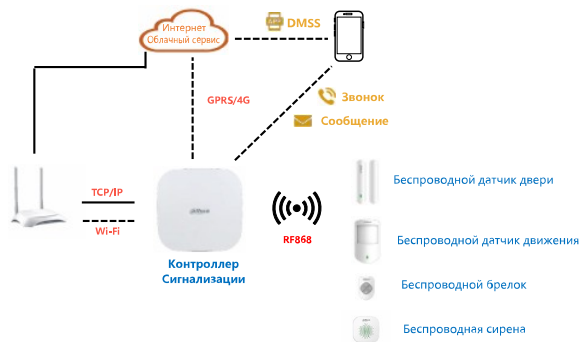 Интернет
Облачный сервис
DMSS
GPRS/4G
Звонок
Сообщение
TCP/IP
Wi-Fi
alhua
Контроллер
Сигнализации
RF868
Беспроводной датчик двери
Беспроводной датчик движения
Беспроводной брелок
Беспроводная сирена